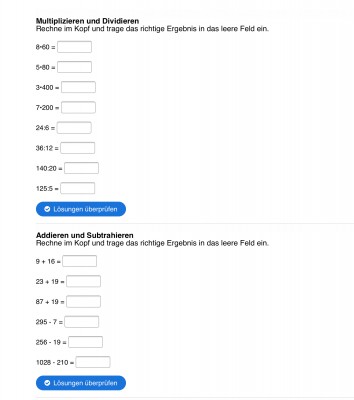 Multiplizieren und Dividieren
Rechne im Kopf und trage das richtige Ergebnis in das leere Feld ein.
8•60 =
5•80 =
3•400 =
7•200 =
24:6 =
36:12 =
140:20 =
125:5 =
Lösungen überprüfen
Addieren und Subtrahieren
Rechne im Kopf und trage das richtige Ergebnis in das leere Feld ein.
9 + 16 =
23 + 19 =
87 + 19 =
295 - 7 =
256 - 19 =
1028 - 210 =
Lösungen überprüfen